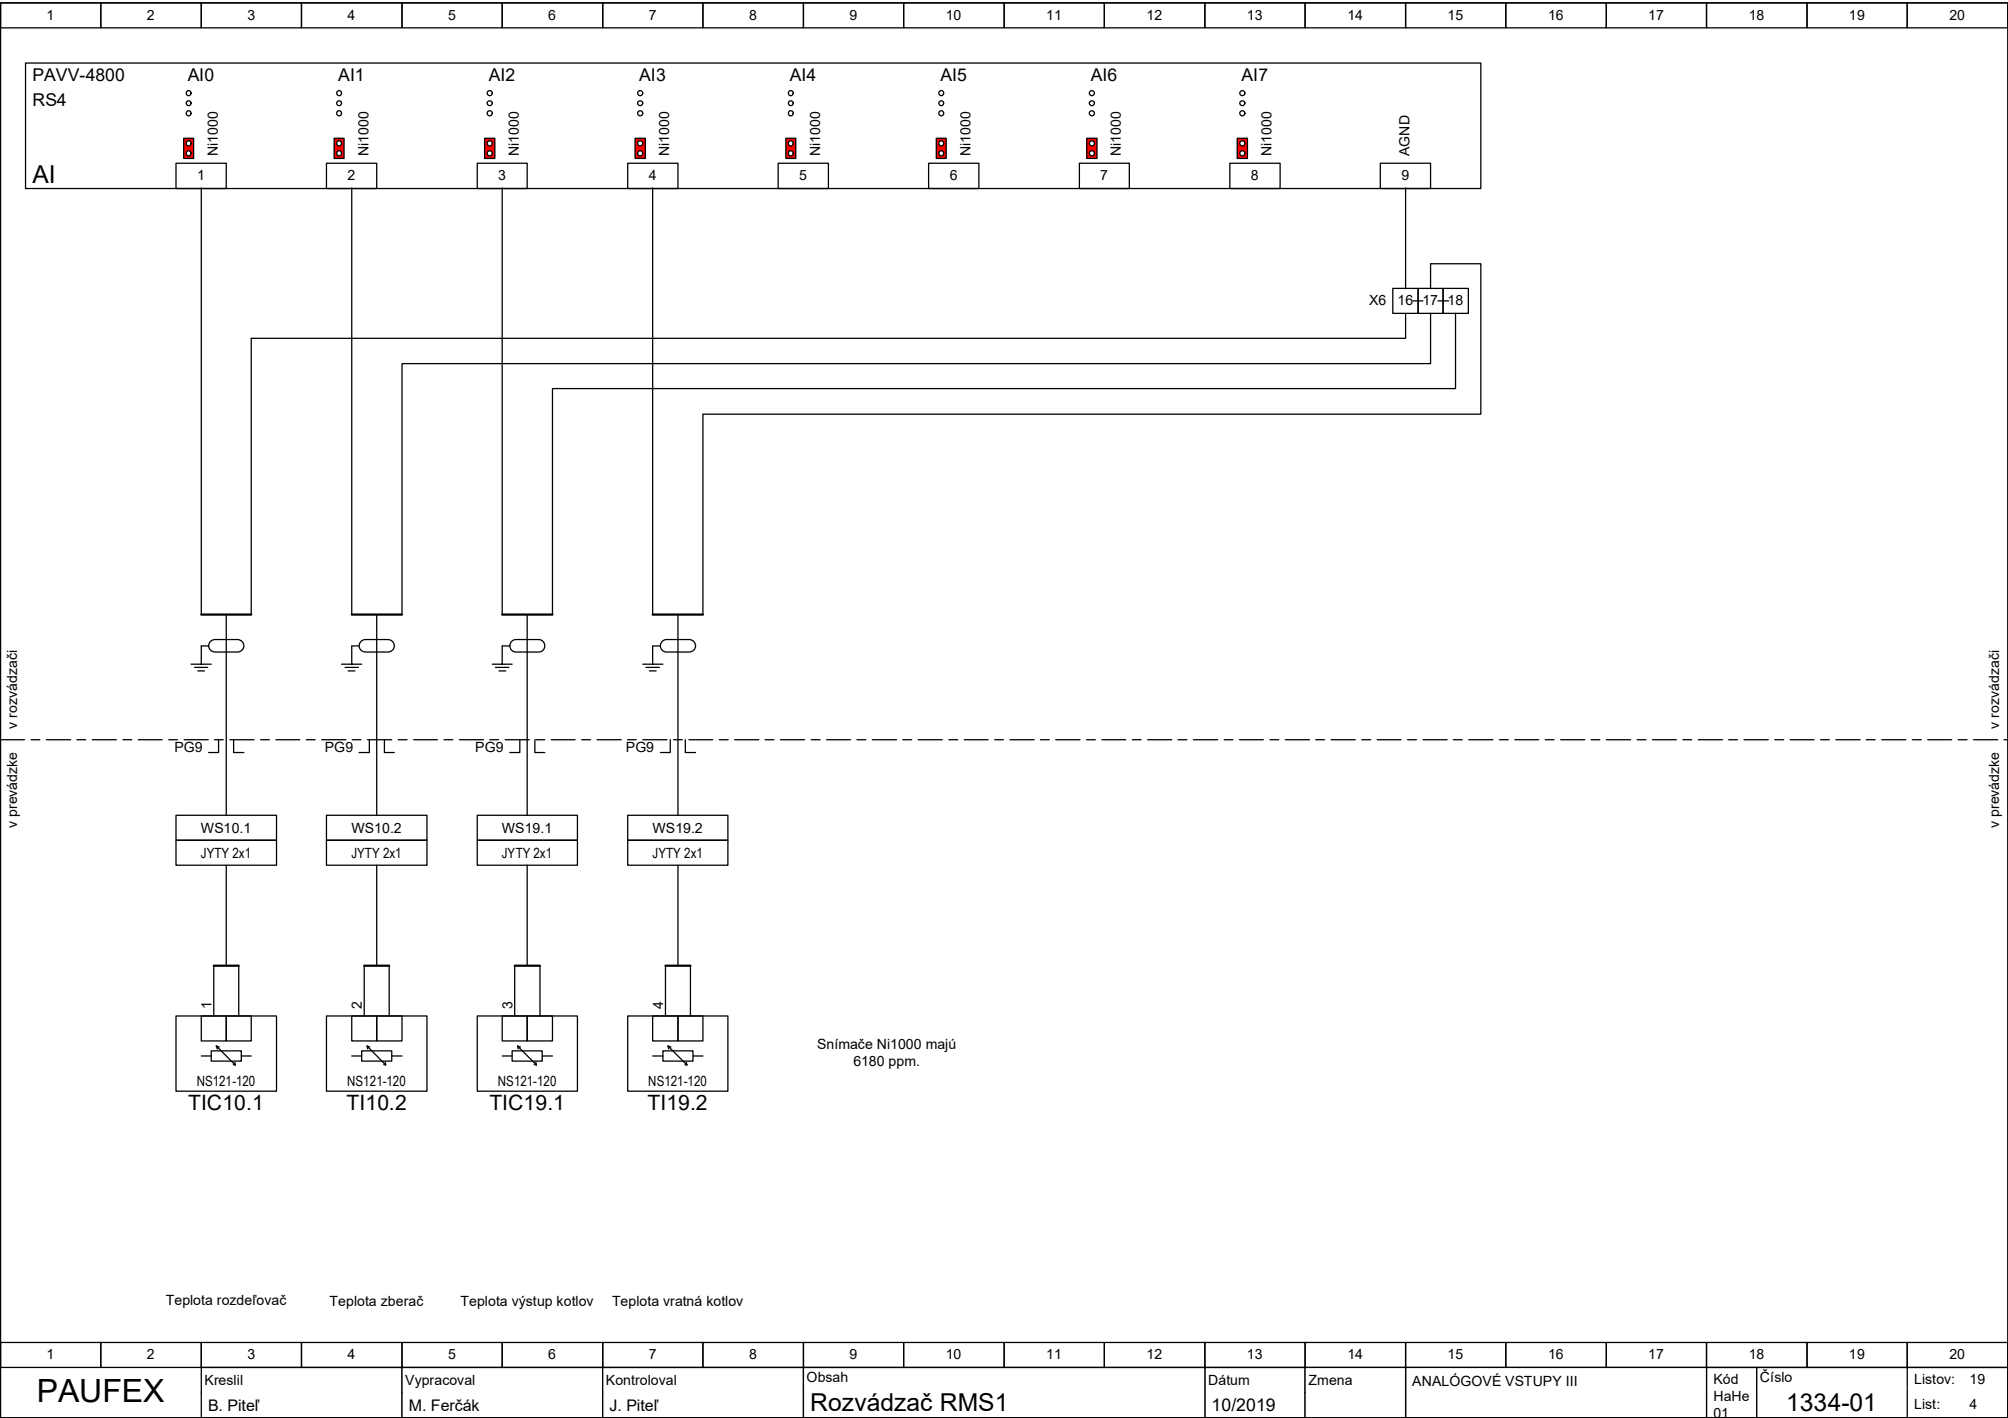 1 2 3 4 5 6 7 8 9 10 11 12 13 14 15 16 17 18 19 20
PAVV-4800 AI0 AI1 AI2 AI3 AI4 AI5 AI6 AI7
RS4
Ni1000 Ni1000 Ni1000 Ni1000 Ni1000 Ni1000 Ni1000 Ni1000 AGND
AI 1 2 3 4 5 6 7 8 9
X6 16 17 18
v rozvádzači v rozvádzači
PG9 PG9 PG9 PG9
v prevádzke v prevádzke
WS10.1 WS10.2 WS19.1 WS19.2
JYTY 2x1 JYTY 2x1 JYTY 2x1 JYTY 2x1
1 2 3 4
Snímače Ni1000 majú
6180 ppm.
NS121-120 NS121-120 NS121-120 NS121-120
TIC10.1 TI10.2 TIC19.1 TI19.2
Teplota rozdeľovač Teplota zberač Teplota výstup kotlov Teplota vratná kotlov
1 2 3 4 5 6 7 8 9 10 11 12 13 14 15 16 17 18 19 20
PAUFEX
Kreslil
B. Piteľ
Vypracoval
M. Ferčák
Kontroloval
J. Piteľ
Obsah
Rozvádzač RMS1
Dátum
10/2019
Zmena
ANALÓGOVÉ VSTUPY III
Kód
HaHe
01
Číslo
1334-01
Listov: 19
List: 4